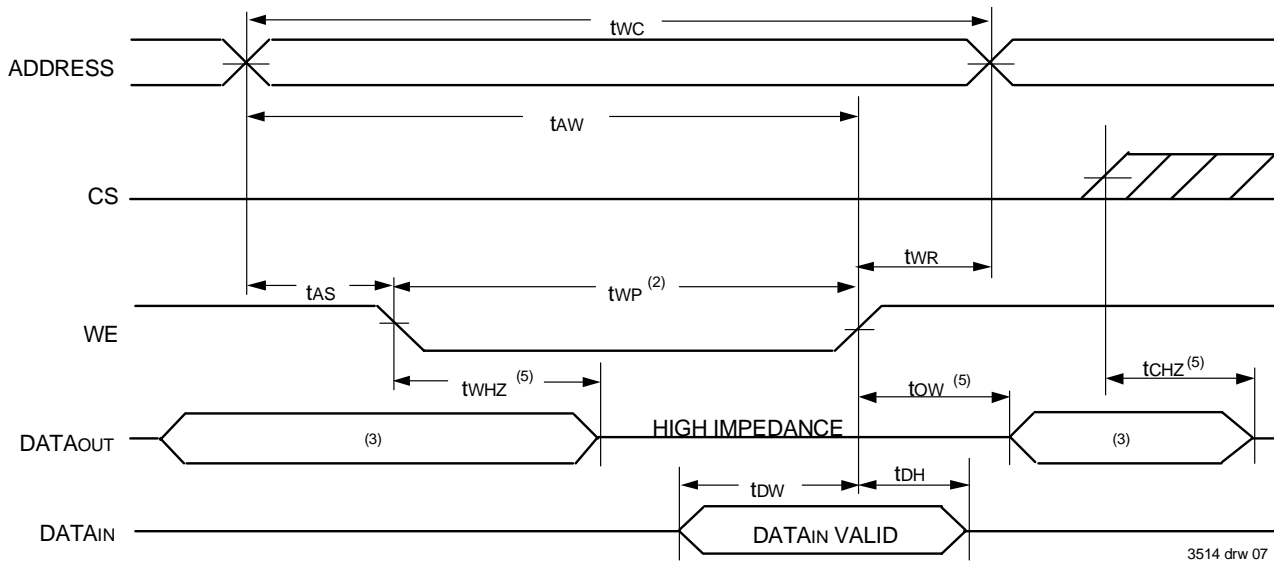 tWC
ADDRESS
tAW
CS
tWR
tAS
tWP (2)
WE
tWHZ (5)
tOW (5)
tCHZ (5)
DATAOUT
(3)
HIGH IMPEDANCE
(3)
tDW
tDH
DATAIN
DATAIN VALID
3514 drw 07